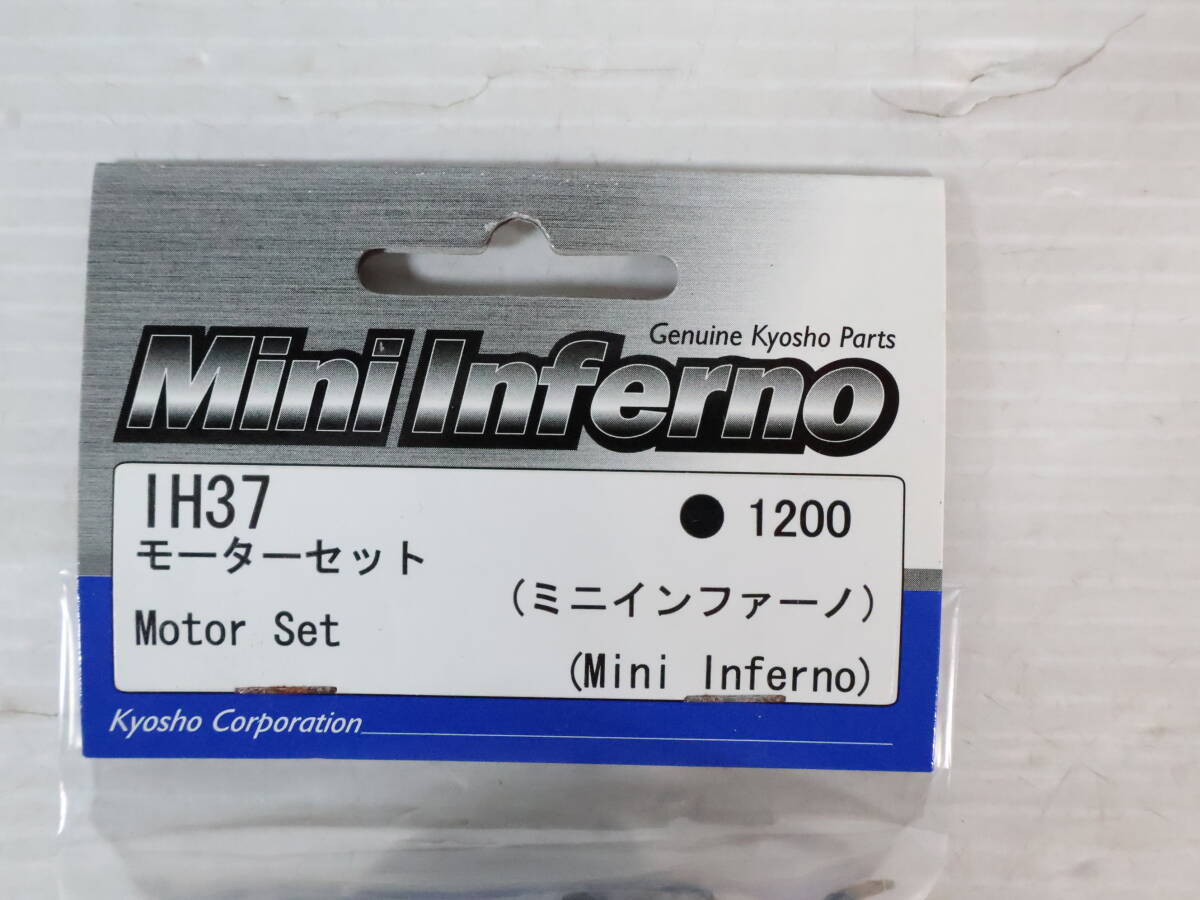 Genuine Kyosho Parts
Mini Inferno
IH37
● 1200
モーターセット
(ミニインファーノ)
Motor Set
(Mini Inferno)
Kyosho Corporation